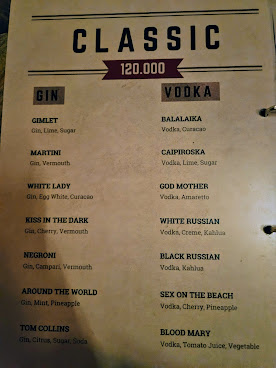 CLASSIC
120.000
GIN
GIMLET
Gin, Lime, Sugar
MARTINI
Gin, Vermouth
WHITE LADY
Gin, Egg White, Curacao
KISS IN THE DARK
Gin, Cherry, Vermouth
NEGRONI
Gin, Campari, Vermouth
AROUND THE WORLD
Gin, Mint, Pineapple
TOM COLLINS
Gin, Citrus, Sugar, Soda
VODKA
BALALAIKA
Vodka, Curacao
CAIPIROSKA
Vodka, Lime, Sugar
GOD MOTHER
Vodka, Amaretto
WHITE RUSSIAN
Vodka, Creme, Kahlua
BLACK RUSSIAN
Vodka, Kahlua
SEX ON THE BEACH
Vodka, Cherry, Pineapple
BLOOD MARY
Vodka, Tomato Juice, Vegetable